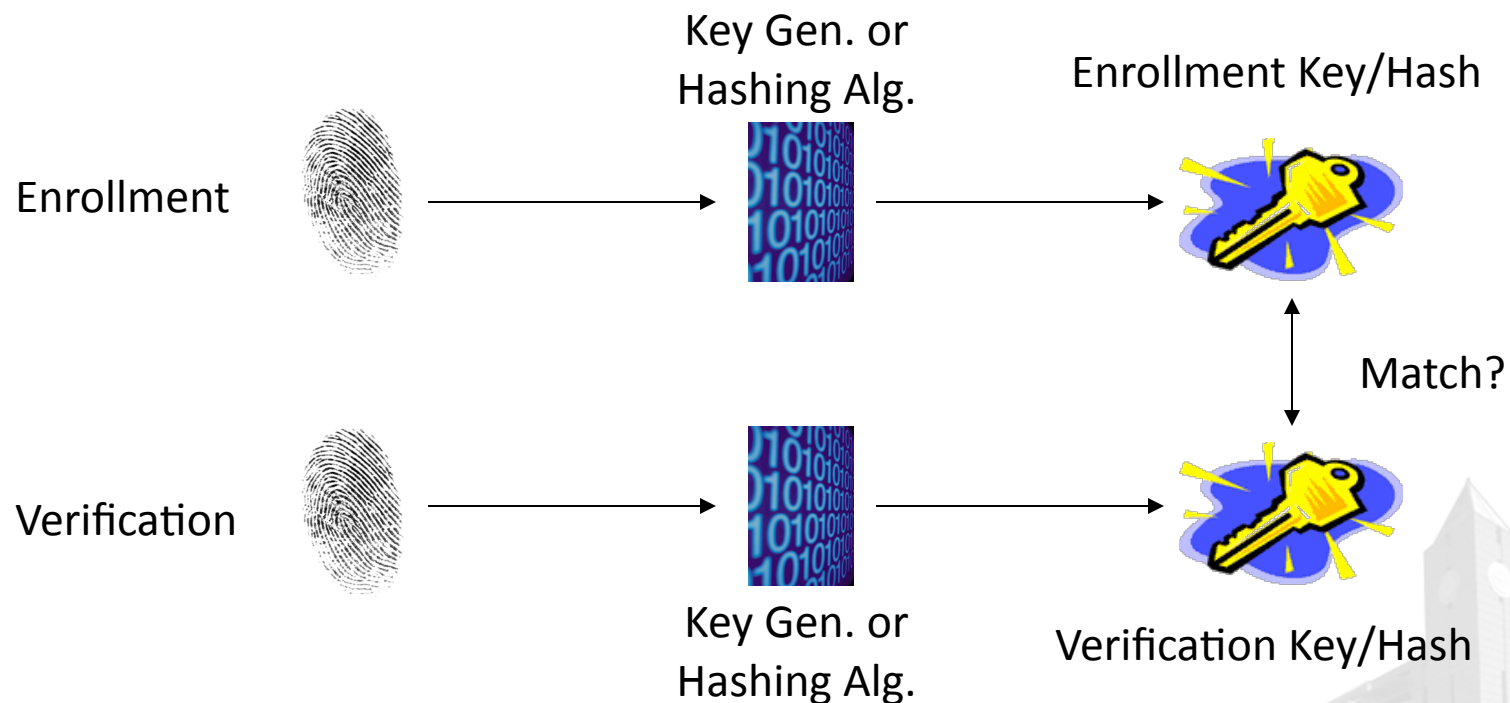 Key Gen. or
Hashing Alg.
Enrollment Key/Hash
Enrollment
Match?
Verification
Key Gen. or
Hashing Alg.
Verification Key/Hash